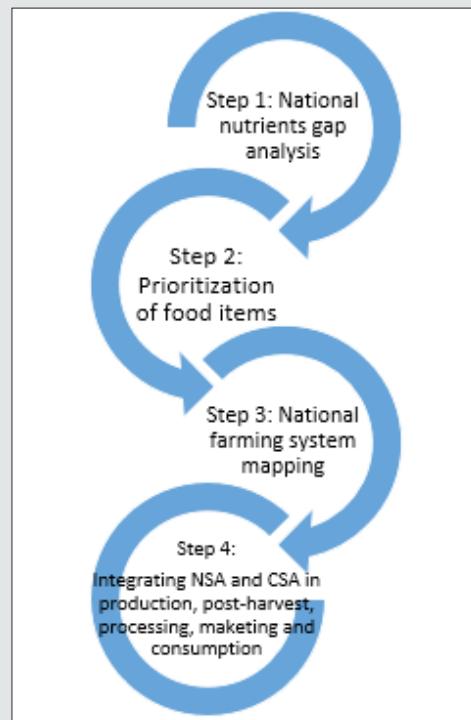 Step 1: National
nutrients gap
analysis
Step 2:
Prioritization
of food items
Step 3: National
farming system
mapping
Step 4:
Integrating NSA and CSA in
production, post-harvest,
processing, maketing and
consumption